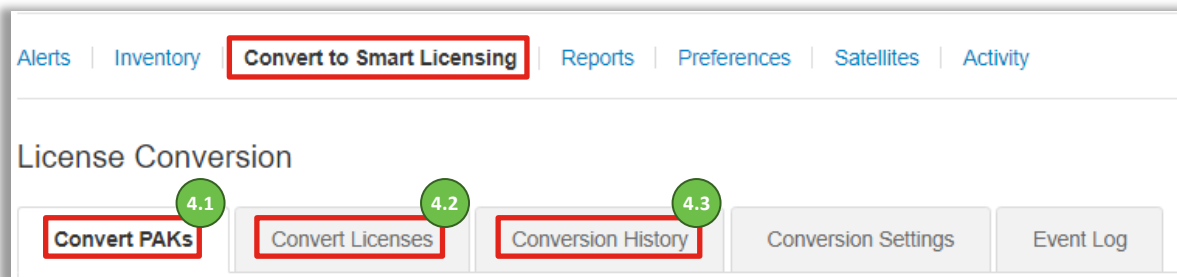 Alerts Inventory Convert to Smart Licensing Reports Preferences Satellites Activity
License Conversion
4.1 4.2 4.3
Convert PAKs Convert Licenses Conversion History Conversion Settings Event Log